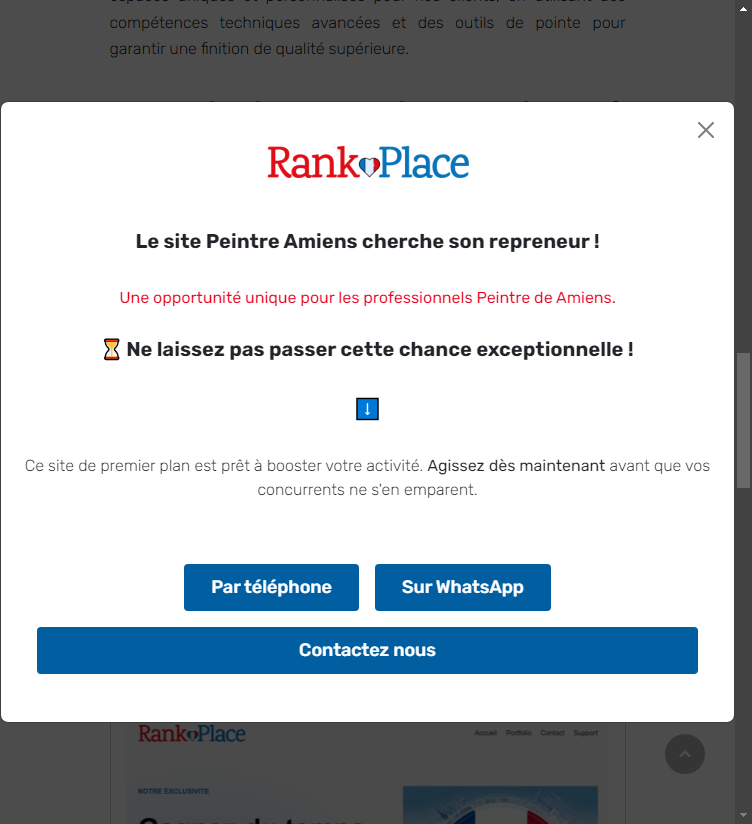 compétences techniques avancées et des outils de pointe pour
garantir une finition de qualité supérieure.
Rank Place
Le site Peintre Amiens cherche son repreneur !
Une opportunité unique pour les professionnels Peintre de Amiens.
⏳ Ne laissez pas passer cette chance exceptionnelle !
⬇
Ce site de premier plan est prêt à booster votre activité. Agissez dès maintenant avant que vos
concurrents ne s'en emparent.
Par téléphone Sur WhatsApp
Contactez nous
Rank Place
Accueil Portfolio Contact Support
NOTRE EXCLUSIVITE